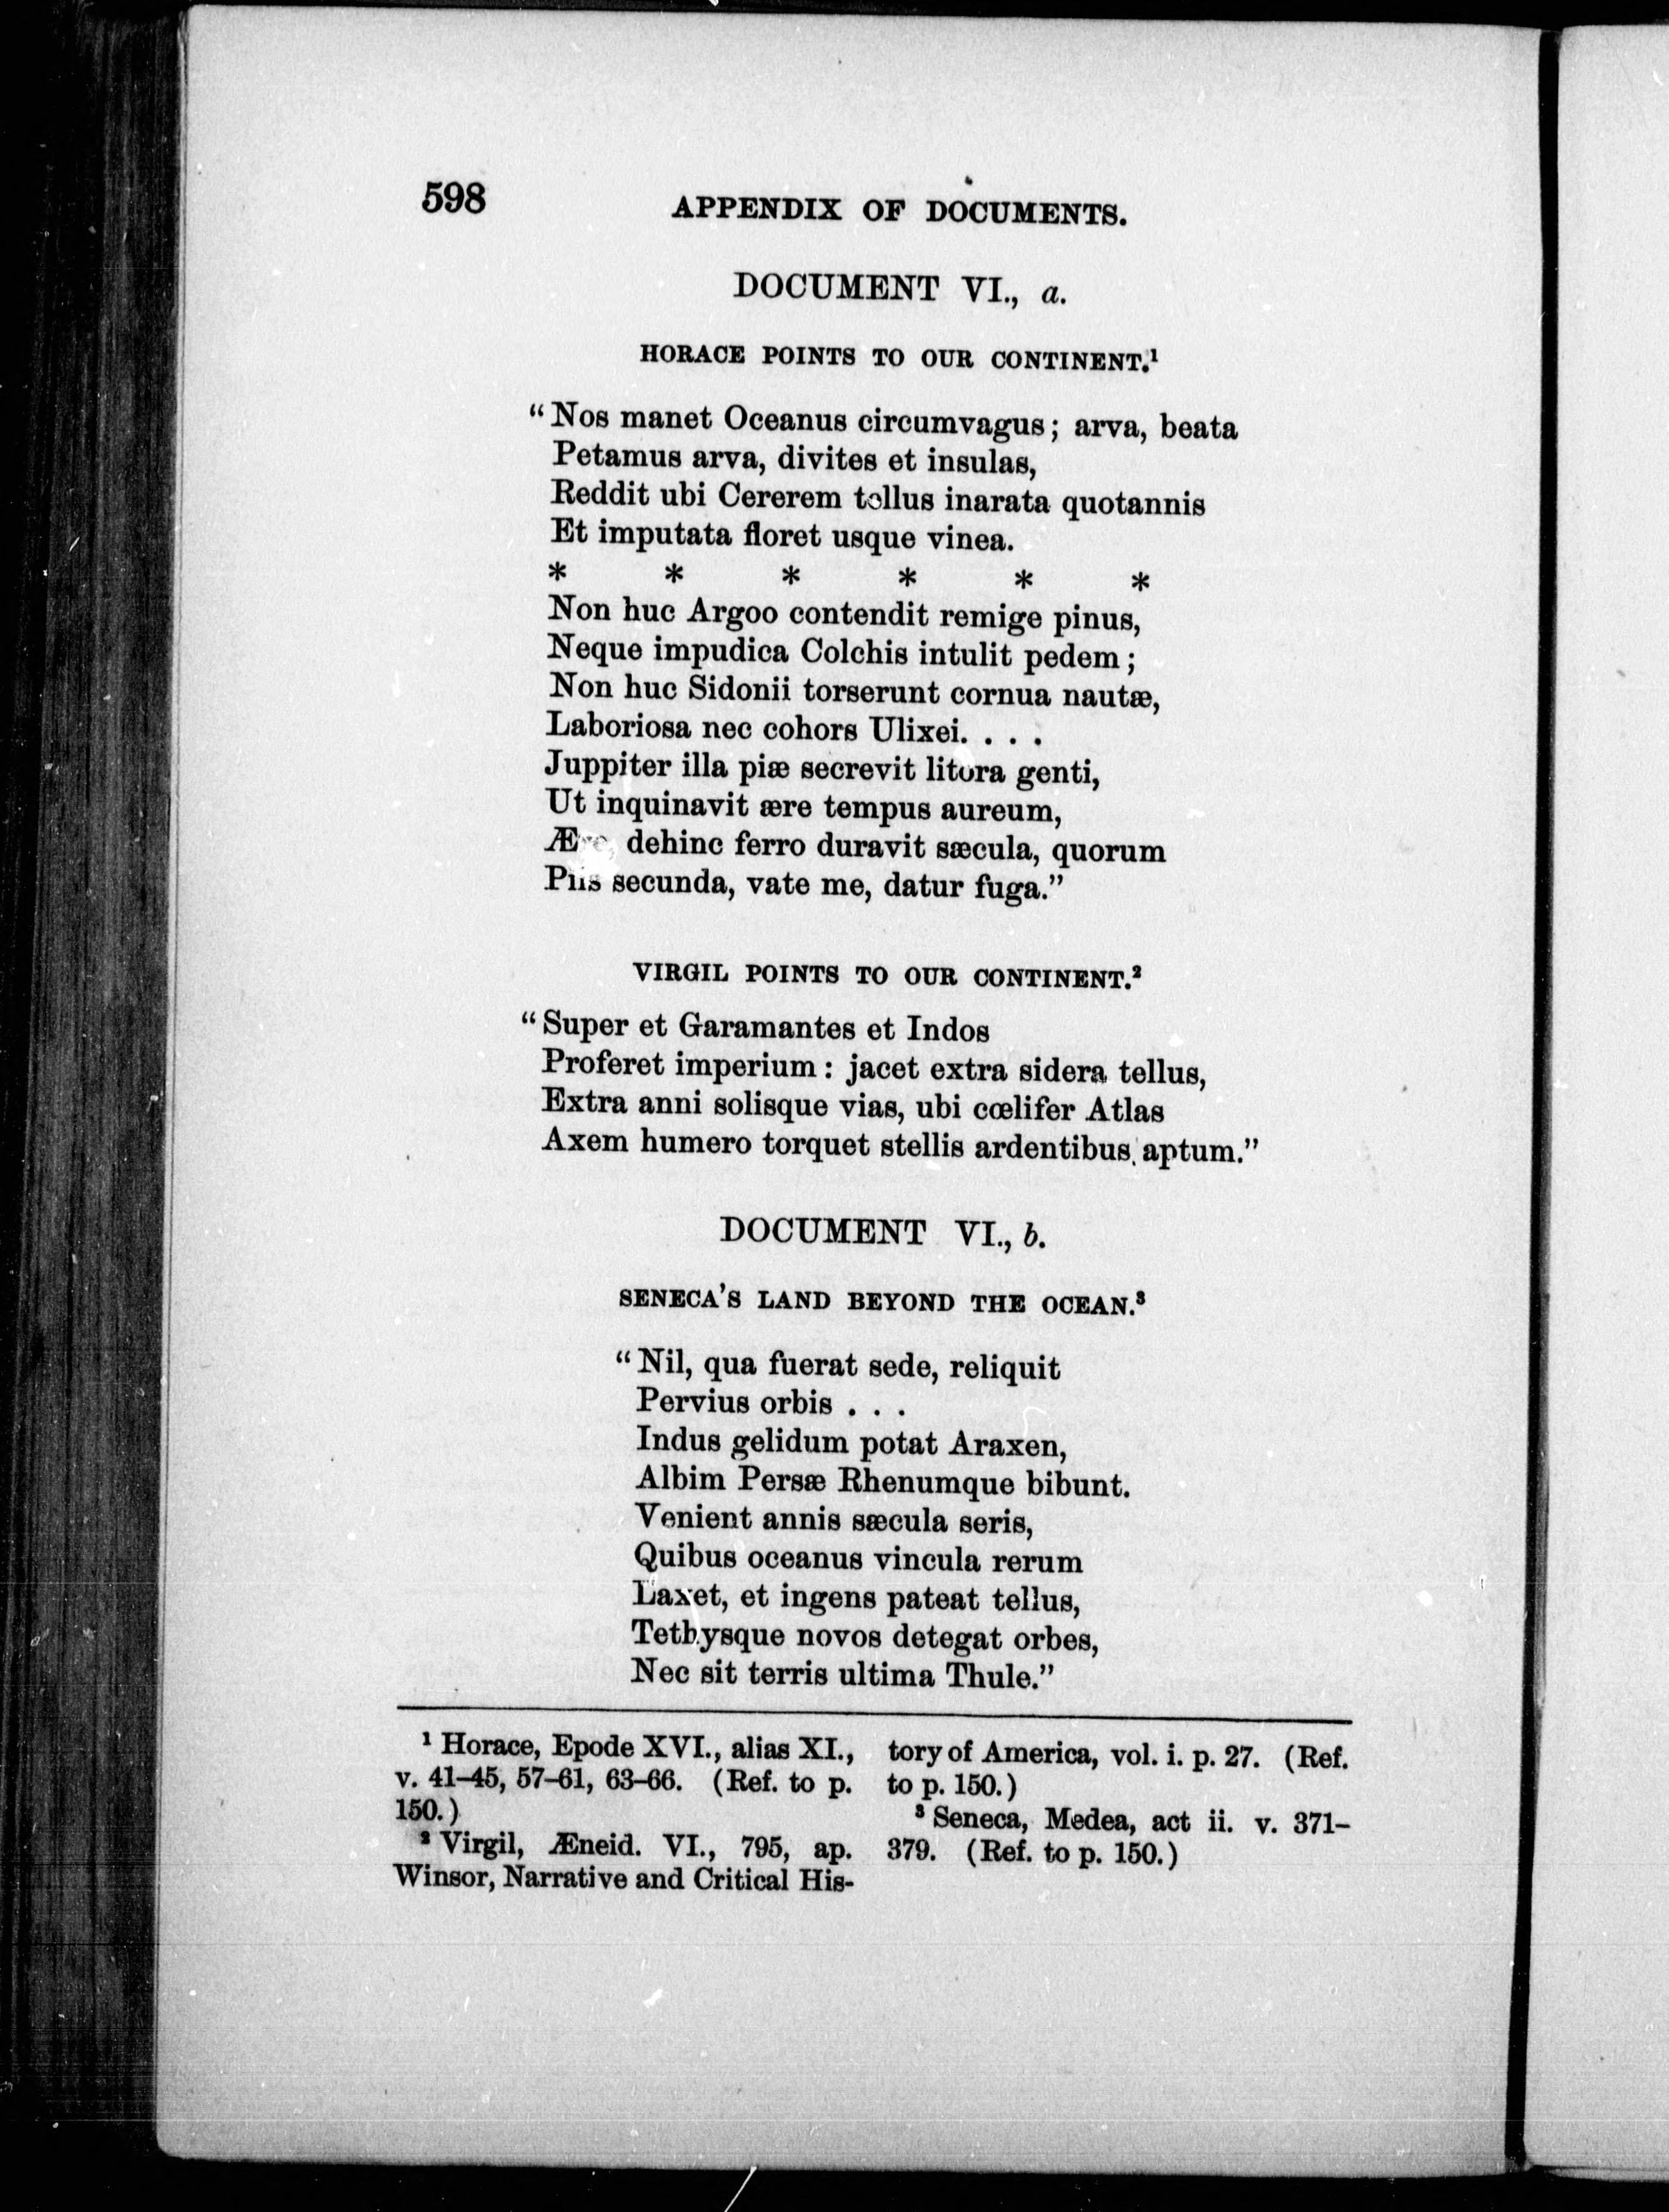 598
APPENDIX OF DOCUMENTS.
DOCUMENT VI., a.
HORACE POINTS TO OUR CONTINENT.¹
“Nos manet Oceanus circumvagus; arva, beata
Petamus arva, divites et insulas,
Reddit ubi Cererem tellus inarata quotannis
Et imputata floret usque vinea.
* * * * * *
Non huc Argoo contendit remige pinus,
Neque impudica Colchis intulit pedem;
Non huc Sidonii torserunt cornua nautæ,
Laboriosa nec cohors Ulixei. . . .
Juppiter illa piæ secrevit litora genti,
Ut inquinavit ære tempus aureum,
Ære, dehinc ferro duravit sæcula, quorum
Piis secunda, vate me, datur fuga.”
VIRGIL POINTS TO OUR CONTINENT.²
“Super et Garamantes et Indos
Proferet imperium: jacet extra sidera tellus,
Extra anni solisque vias, ubi cœlifer Atlas
Axem humero torquet stellis ardentibus aptum.”
DOCUMENT VI., b.
SENECA'S LAND BEYOND THE OCEAN.³
“Nil, qua fuerat sede, reliquit
Pervius orbis . . .
Indus gelidum potat Araxen,
Albim Persæ Rhenumque bibunt.
Venient annis sæcula seris,
Quibus oceanus vincula rerum
Laxet, et ingens pateat tellus,
Tethysque novos detegat orbes,
Nec sit terris ultima Thule.”
¹ Horace, Epode XVI., alias XI.,
v. 41–45, 57–61, 63–66. (Ref. to p.
150.)
² Virgil, Æneid. VI., 795, ap.
Winsor, Narrative and Critical His-
tory of America, vol. i. p. 27. (Ref.
to p. 150.)
³ Seneca, Medea, act ii. v. 371–
379. (Ref. to p. 150.)